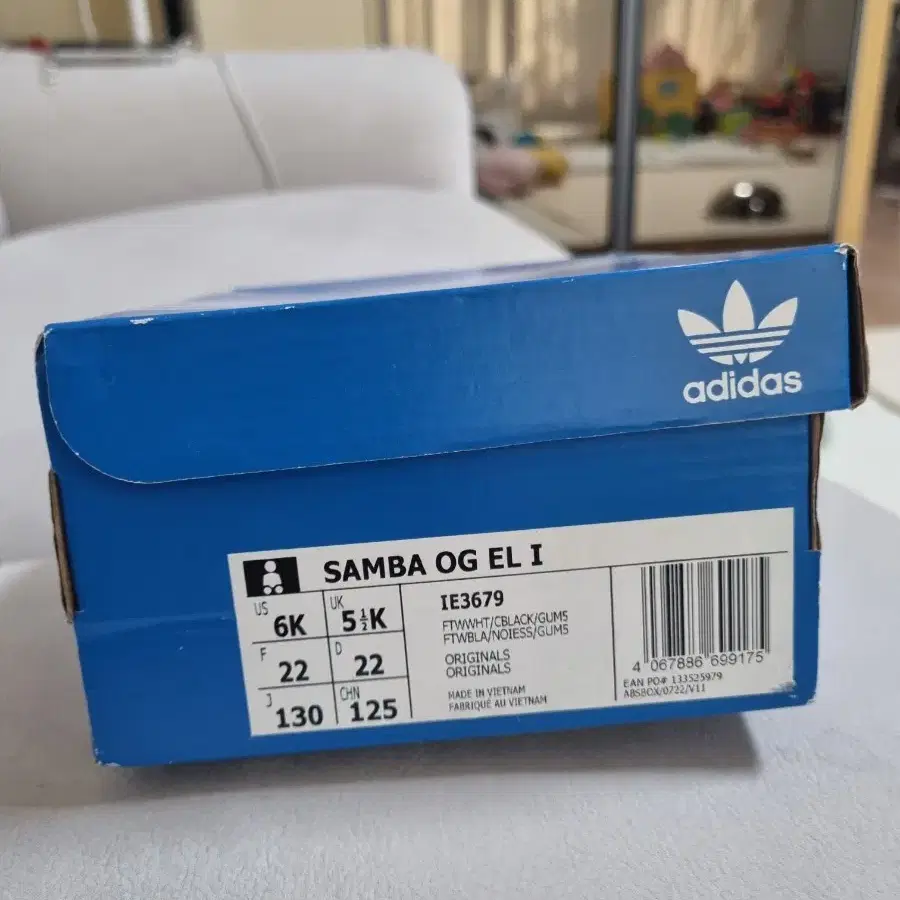 adidas
SAMBA OG EL I
US 6K
UK 5½K
F 22
D 22
J 130
CHN 125
IE3679
FTWWHT/CBLACK/GUM5
FTWBLA/NOIESS/GUM5
ORIGINALS
ORIGINALS
MADE IN VIETNAM
FABRIQUÉ AU VIETNAM
4 067886 699175
EAN PO# 133525979
ABSBOX/0722/V11